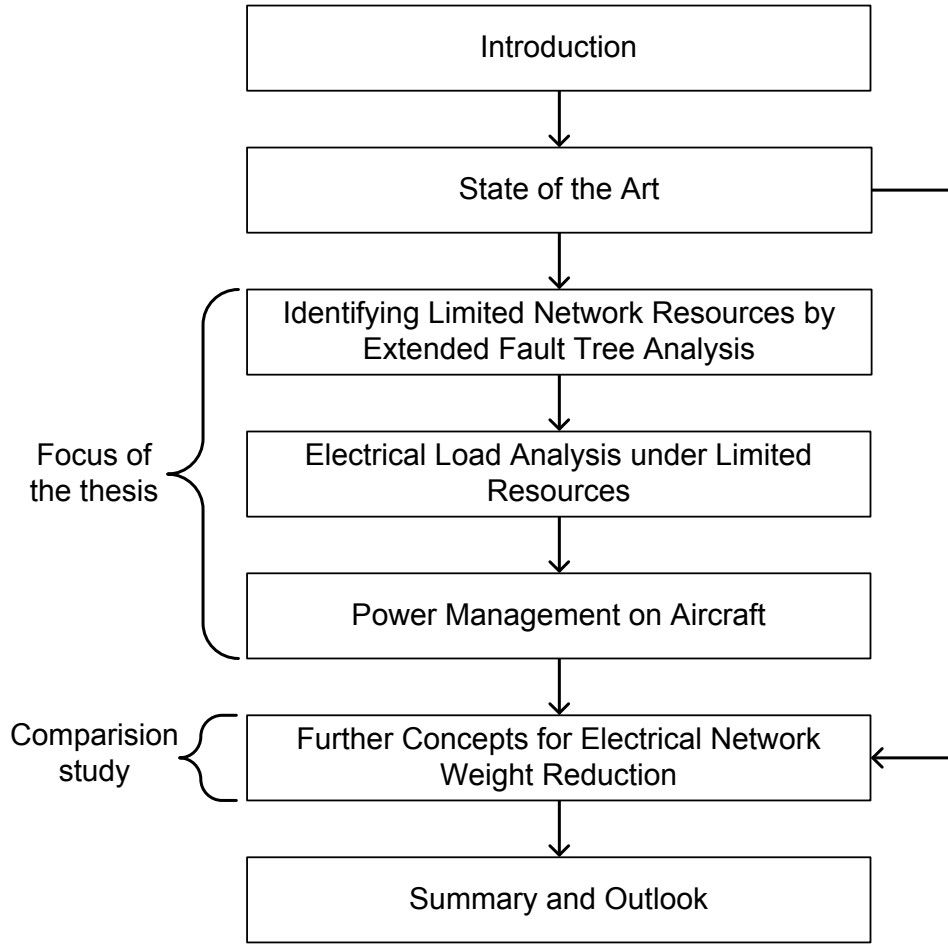 Introduction
State of the Art
Identifying Limited Network Resources by
Extended Fault Tree Analysis
Focus of
the thesis
Electrical Load Analysis under Limited
Resources
Power Management on Aircraft
Comparision
study
Further Concepts for Electrical Network
Weight Reduction
Summary and Outlook